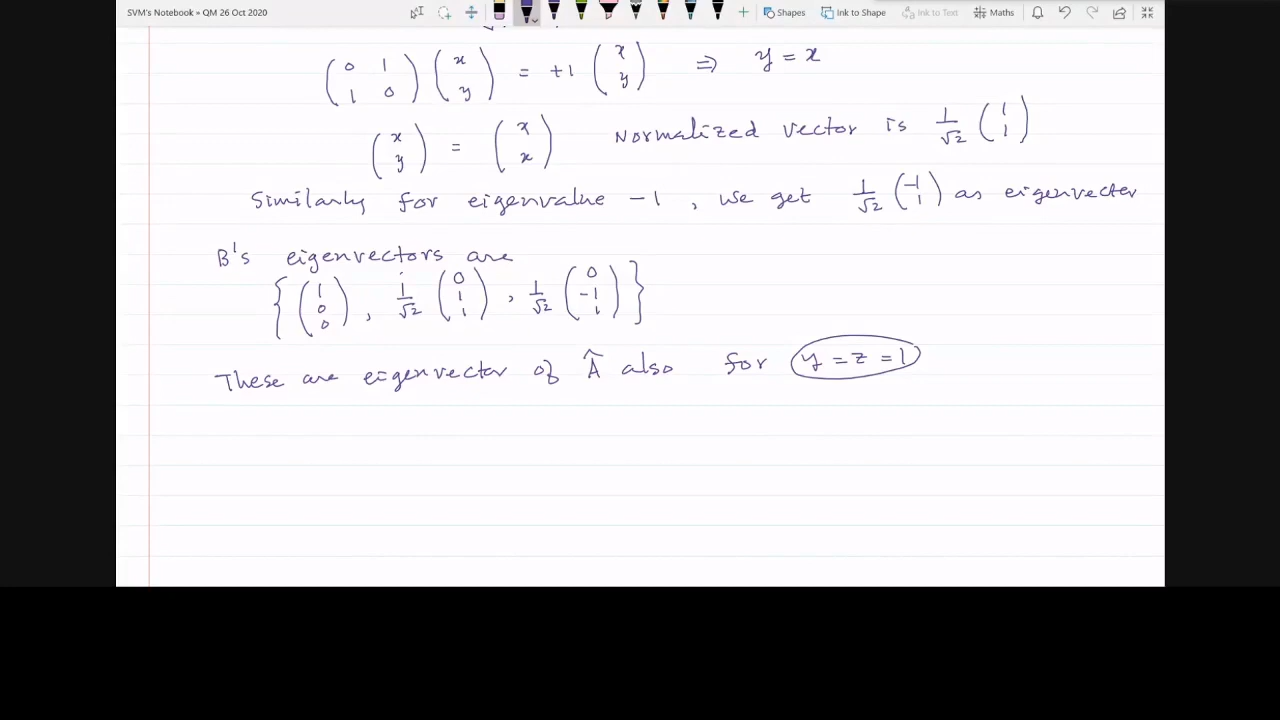 SVM's Notebook » QM 26 Oct 2020 Shapes Ink to Shape Ink to Text Maths
(0 1 1 0) (x y) = +1 (x y) ⇒ y = x
(x y) = (x x) Normalized vector is 1/√2 (1 1)
Similarly for eigenvalue -1, we get 1/√2 (-1 1) as eigenvector
B's eigenvectors are
{(1 0 0), 1/√2 (0 1 1), 1/√2 (0 -1 1)}
These are eigenvector of Â also for y = z = 1